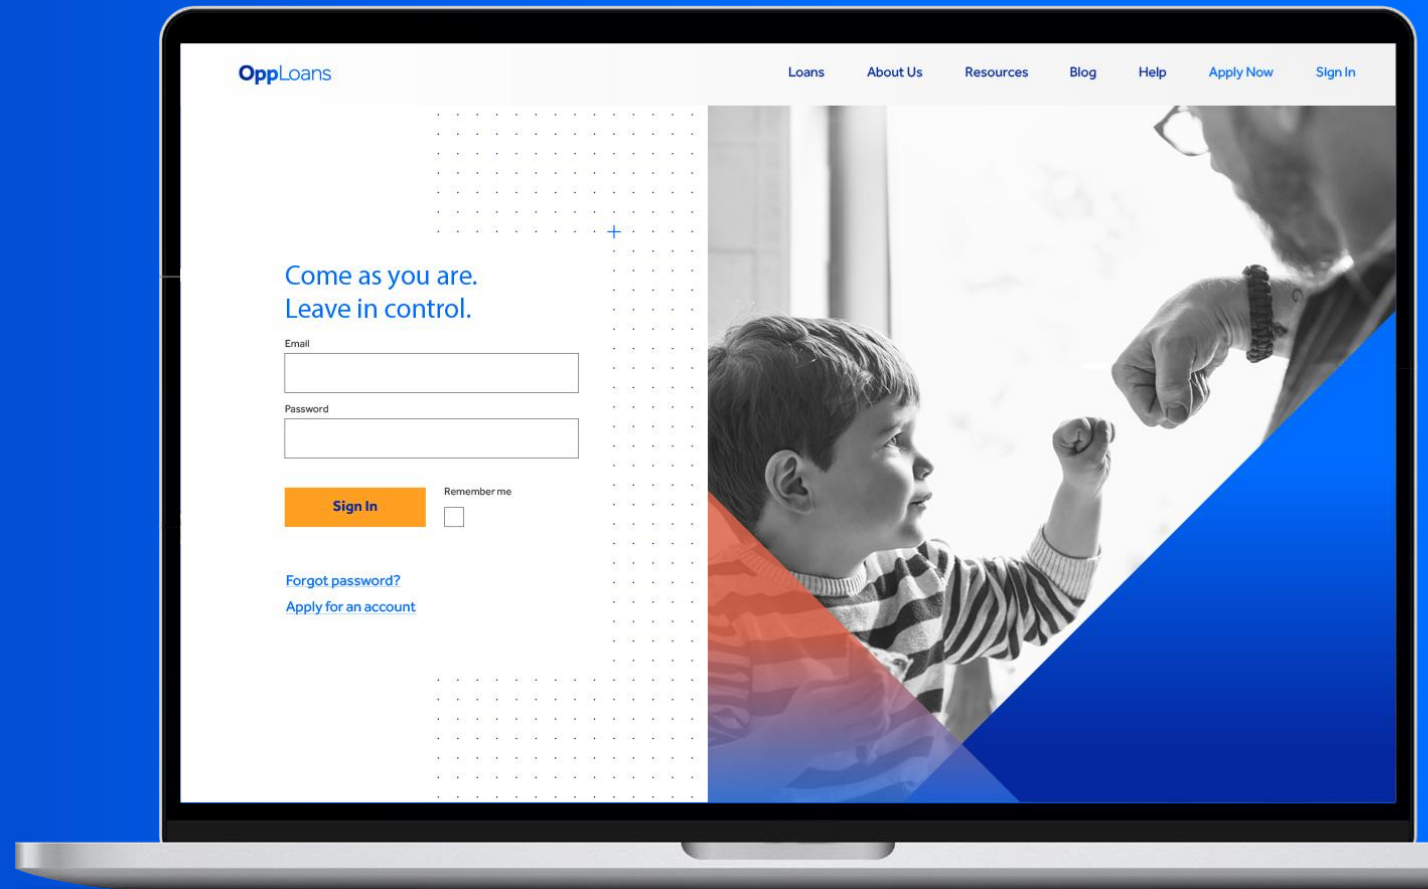 OppLoans
Loans About Us Resources Blog Help Apply Now Sign In
Come as you are.
Leave in control.
Email
Password
Sign In
Remember me
Forgot password?
Apply for an account